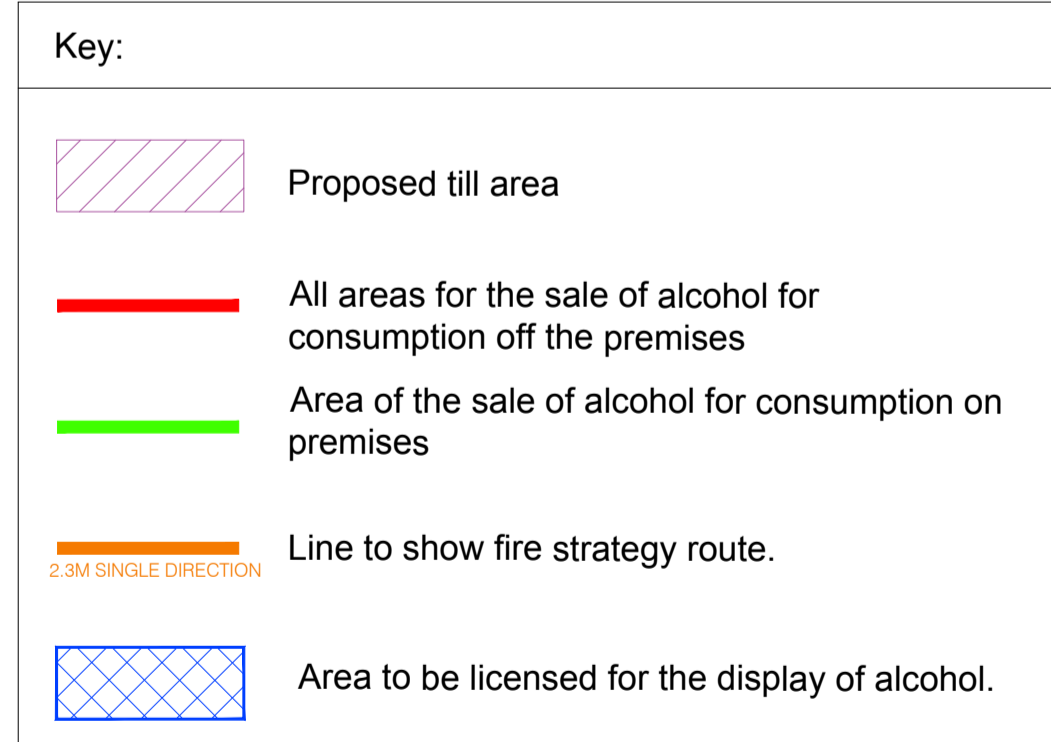 Key:
Proposed till area
All areas for the sale of alcohol for
consumption off the premises
Area of the sale of alcohol for consumption on
premises
Line to show fire strategy route.
2.3M SINGLE DIRECTION
Area to be licensed for the display of alcohol.